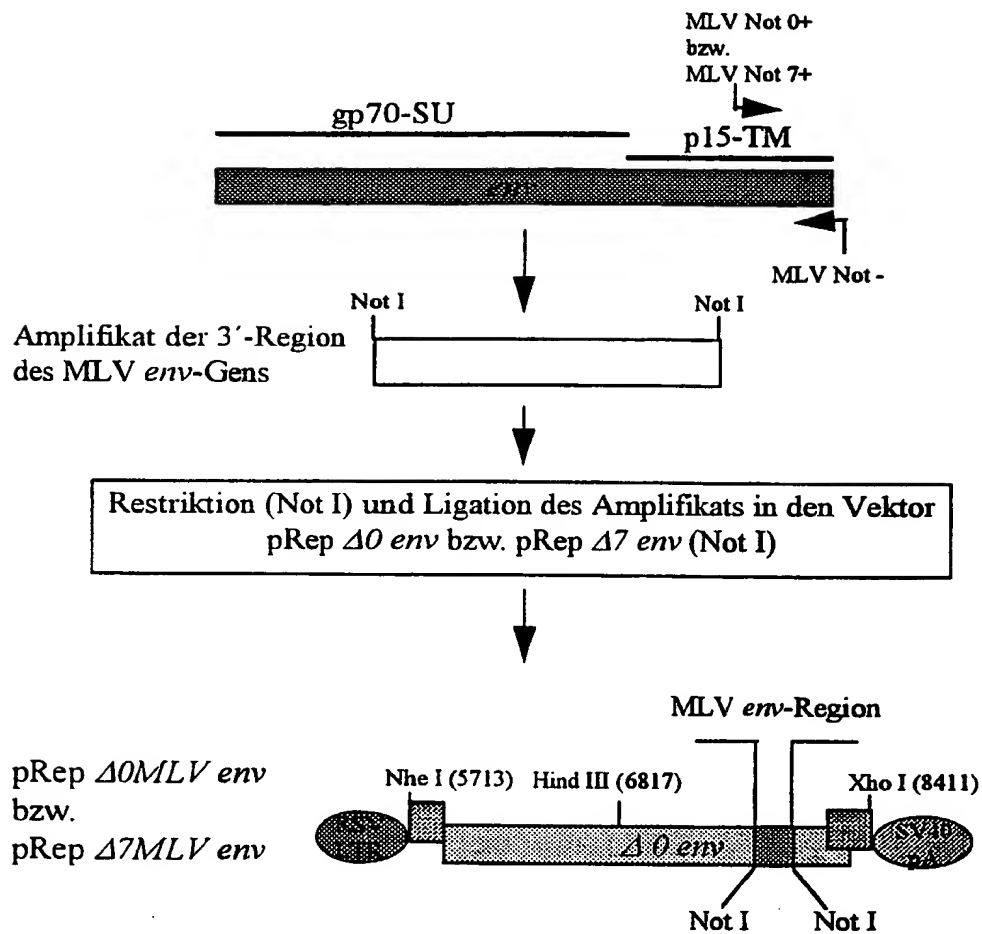 MLV Not 0+
bzw.
MLV Not 7+
gp70-SU
p15-TM
env
MLV Not -
Not I
Not I
Amplifikat der 3´-Region
des MLV env-Gens
Restriktion (Not I) und Ligation des Amplifikats in den Vektor
pRep Δ0 env bzw. pRep Δ7 env (Not I)
MLV env-Region
pRep Δ0MLV env
bzw.
pRep Δ7MLV env
Nhe I (5713)
Hind III (6817)
Xho I (8411)
RSV
LTR
Δ 0 env
SV40
pA
Not I
Not I